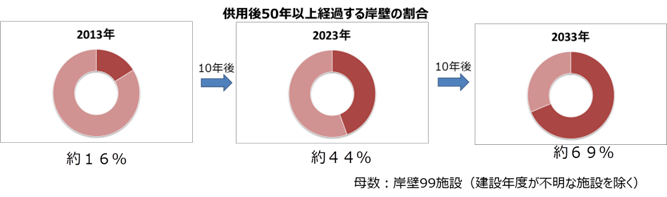 供用後50年以上経過する岸壁の割合
2013年
10年後
2023年
10年後
2033年
約１６％
約４４％
約６９％
母数：岸壁99施設（建設年度が不明な施設を除く）